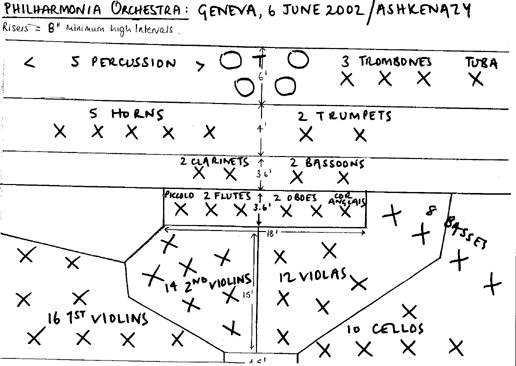 PHILHARMONIA ORCHESTRA: GENEVA, 6 JUNE 2002/ASHKENAZY
Risers = 8" minimum high intervals.
< 5 PERCUSSION >
T
3 TROMBONES
TUBA
6'
5 HORNS
2 TRUMPETS
4'
2 CLARINETS
2 BASSOONS
3.6'
PICCOLO
2 FLUTES
2 OBOES
COR ANGLAIS
3.6'
8 BASSES
18'
14 2ND VIOLINS
12 VIOLAS
15'
16 1ST VIOLINS
10 CELLOS